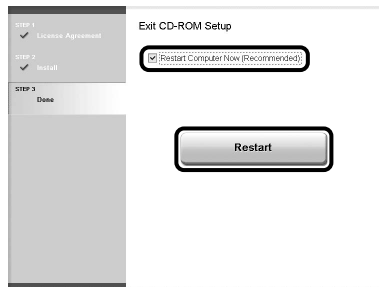 STEP 1
License Agreement
STEP 2
Install
STEP 3
Done
Exit CD-ROM Setup
Restart Computer Now (Recommended)
Restart